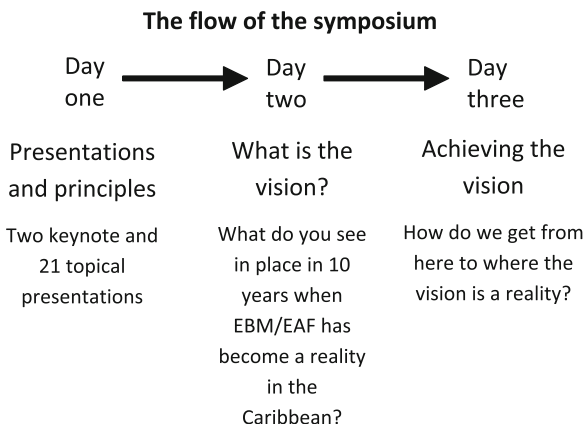 The flow of the symposium
Day
one
Day
two
Day
three
Presentations
and principles
What is the
vision?
Achieving the
vision
Two keynote and
21 topical
presentations
What do you see
in place in 10
years when
EBM/EAF has
become a reality
in the
Caribbean?
How do we get from
here to where the
vision is a reality?